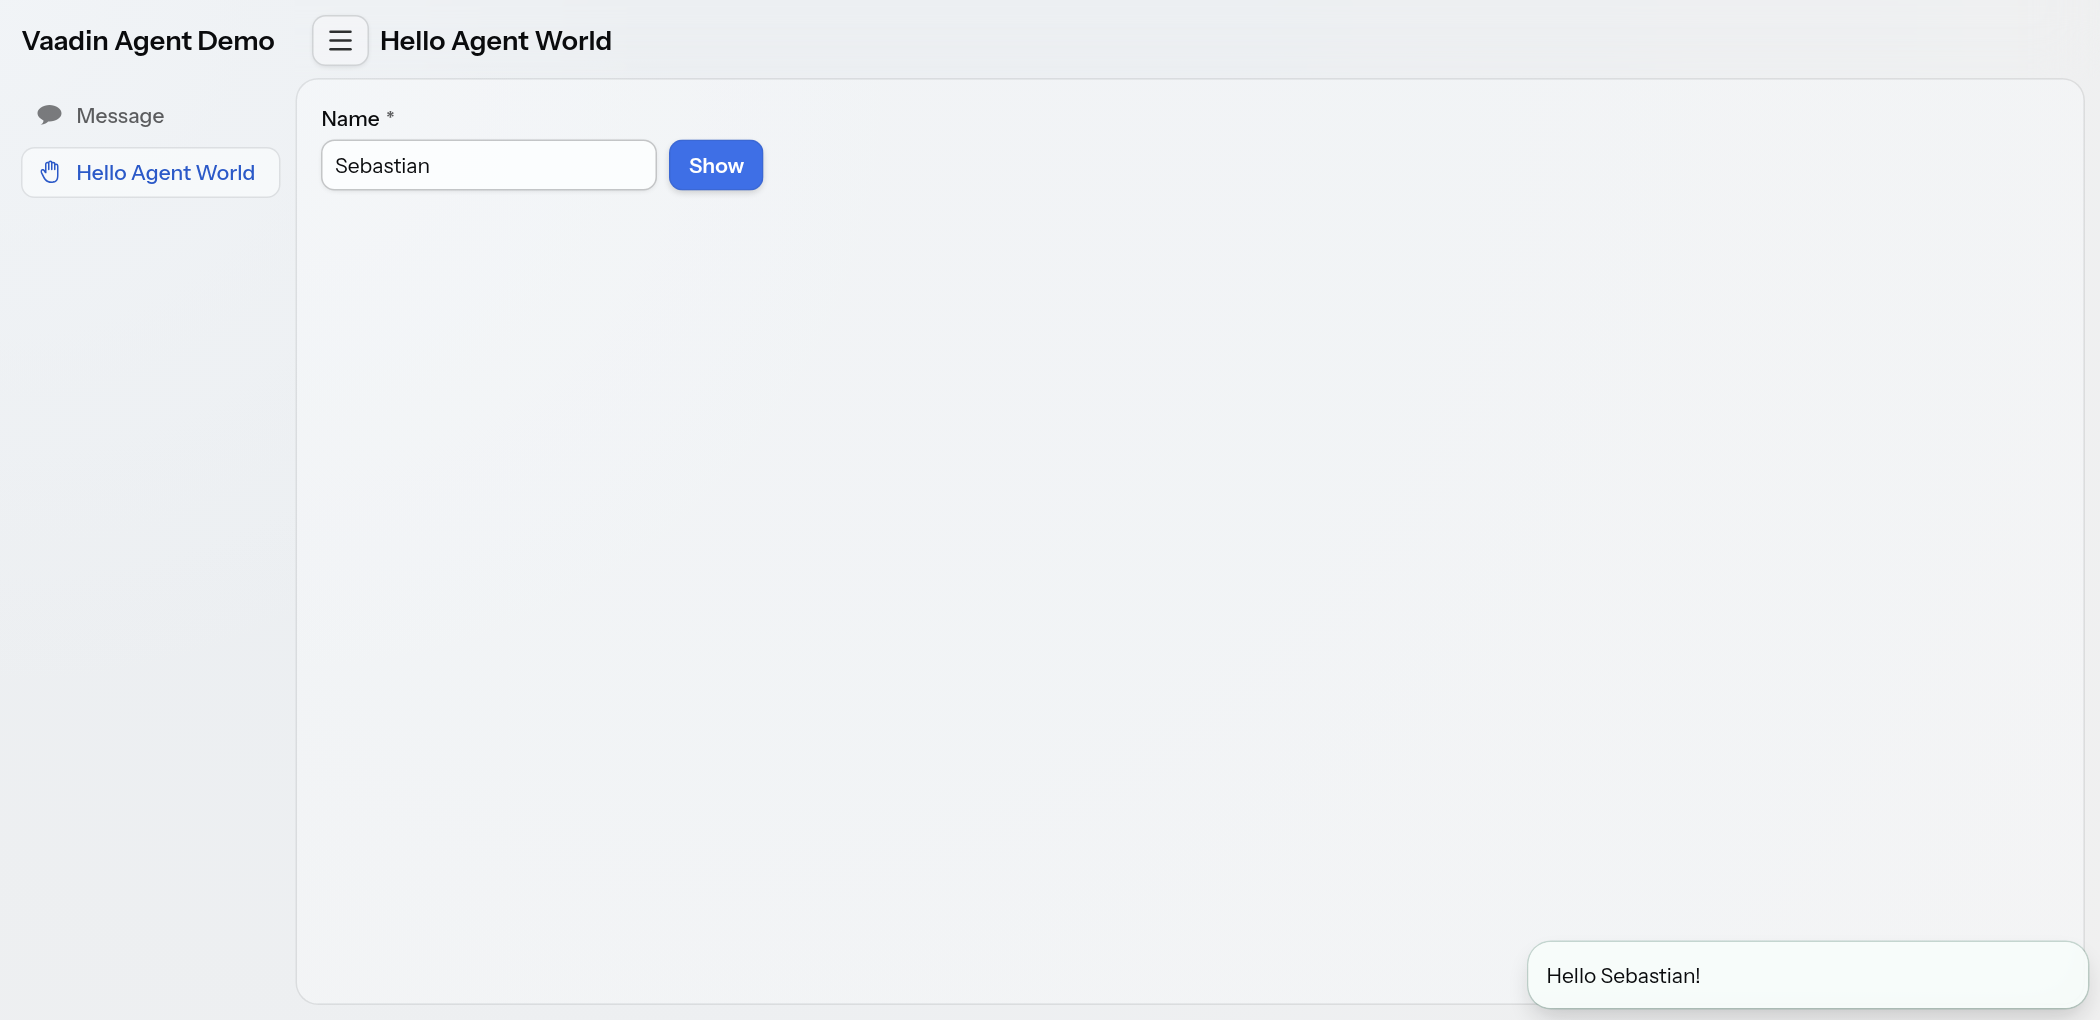 Vaadin Agent Demo
Hello Agent World
Message
Hello Agent World
Name *
Sebastian
Show
Hello Sebastian!